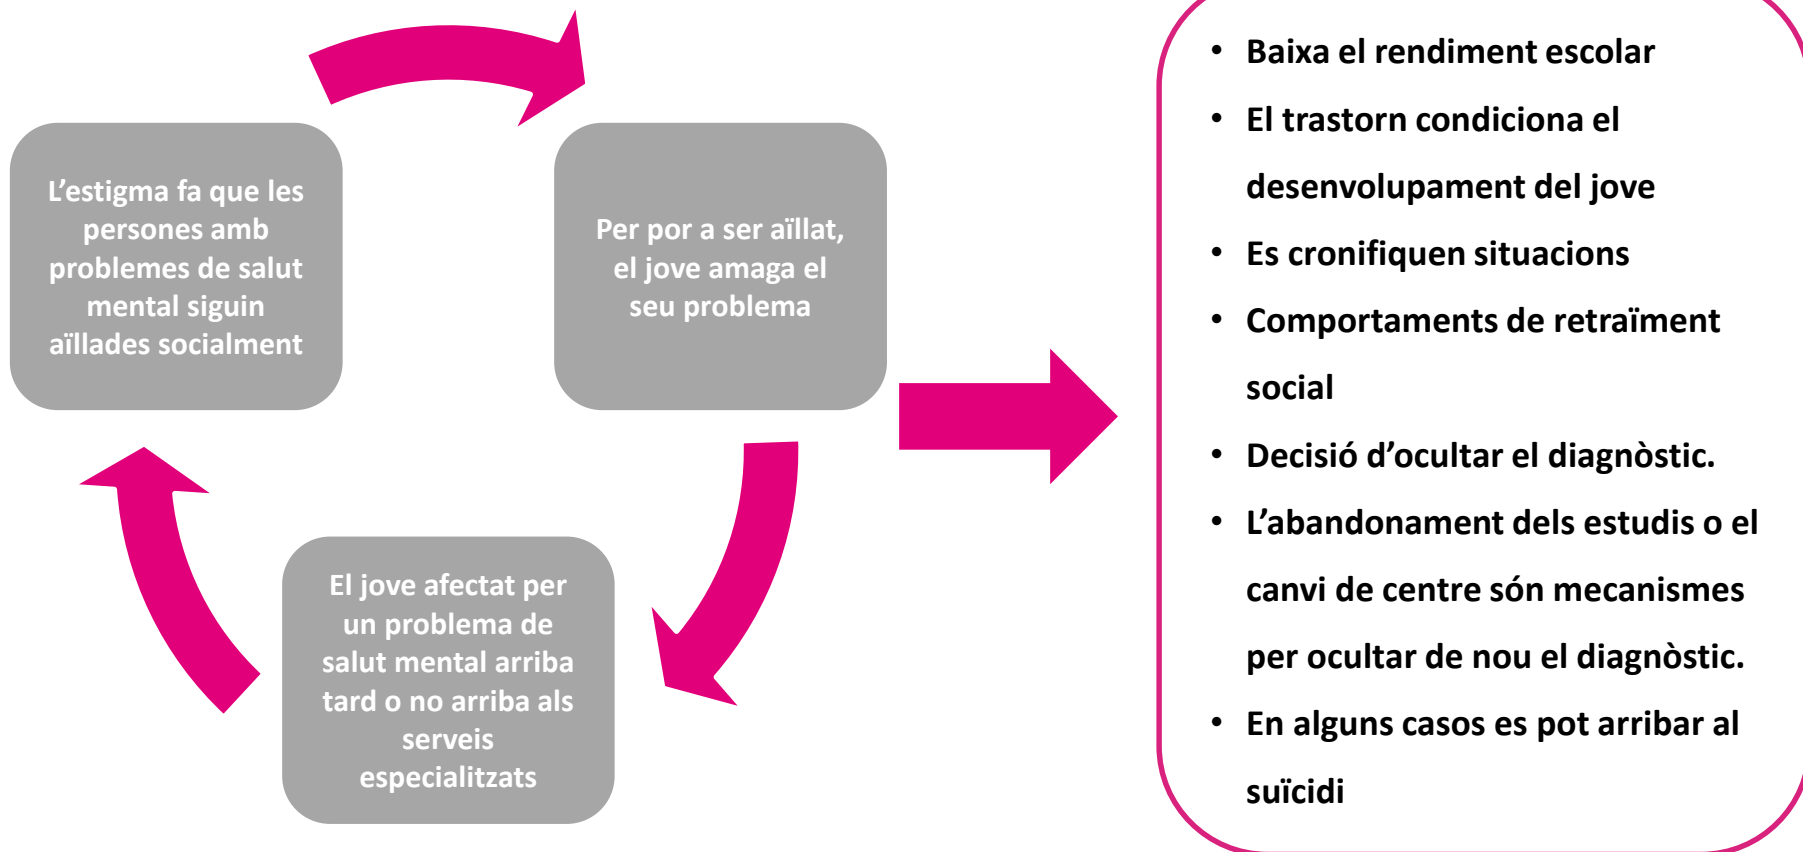 L’estigma fa que les
persones amb
problemes de salut
mental siguin
aïllades socialment
Per por a ser aïllat,
el jove amaga el
seu problema
El jove afectat per
un problema de
salut mental arriba
tard o no arriba als
serveis
especialitzats
• Baixa el rendiment escolar
• El trastorn condiciona el
desenvolupament del jove
• Es cronifiquen situacions
• Comportaments de retraïment
social
• Decisió d’ocultar el diagnòstic.
• L’abandonament dels estudis o el
canvi de centre són mecanismes
per ocultar de nou el diagnòstic.
• En alguns casos es pot arribar al
suïcidi